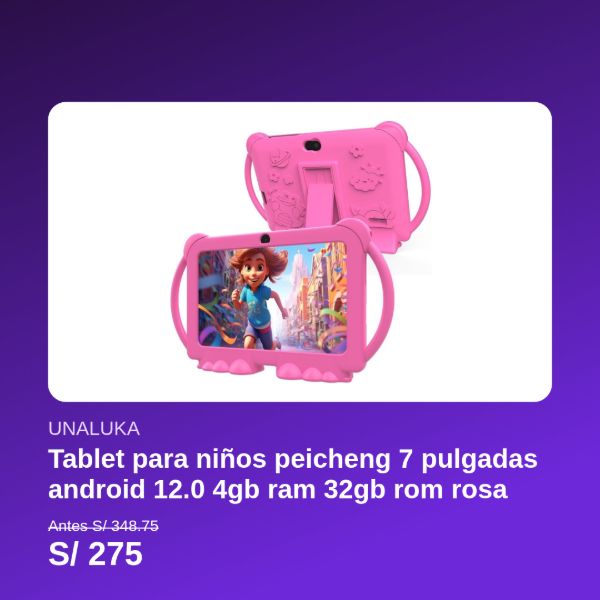 UNALUKA
Tablet para niños peicheng 7 pulgadas
android 12.0 4gb ram 32gb rom rosa
Antes S/ 348.75
S/ 275